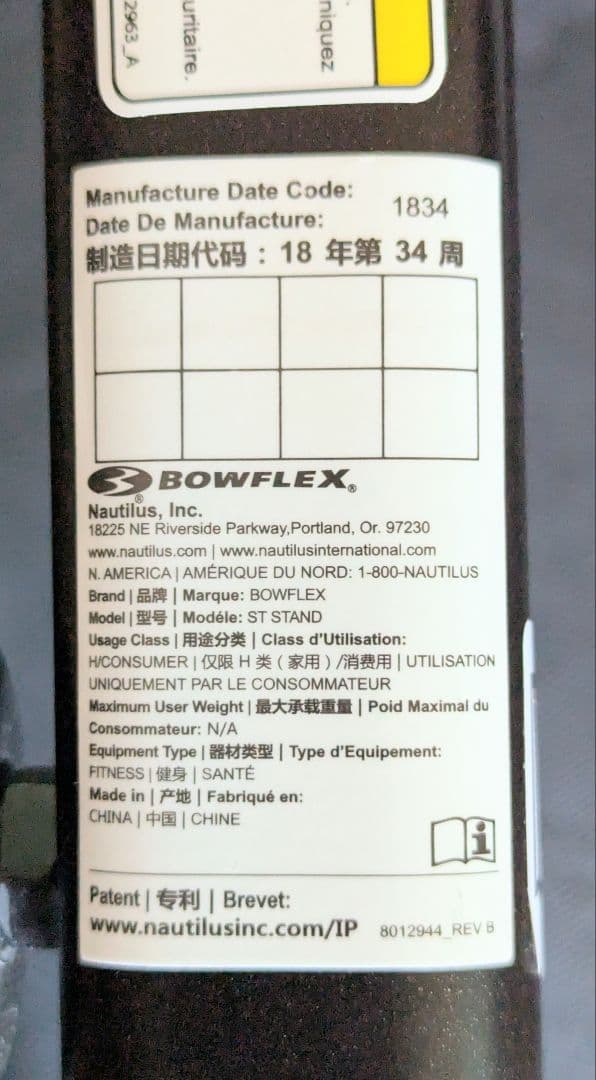 2963_A
uritaire.
niquez
Manufacture Date Code:
Date De Manufacture:
1834
制造日期代码：18 年第 34 周
BOWFLEX®
®
Nautilus, Inc.
18225 NE Riverside Parkway,Portland, Or. 97230
www.nautilus.com | www.nautilusinternational.com
N. AMERICA | AMÉRIQUE DU NORD: 1-800-NAUTILUS
Brand | 品牌 | Marque: BOWFLEX
Model | 型号 | Modéle: ST STAND
Usage Class | 用途分类 | Class d'Utilisation:
H/CONSUMER | 仅限 H 类（家用）/消费用 | UTILISATION
UNIQUEMENT PAR LE CONSOMMATEUR
Maximum User Weight | 最大承载重量 | Poid Maximal du
Consommateur: N/A
Equipment Type | 器材类型 | Type d'Equipement:
FITNESS | 健身 | SANTÉ
Made in | 产地 | Fabriqué en:
CHINA | 中国 | CHINE
Patent | 专利 | Brevet:
www.nautilusinc.com/IP
8012944_REV B